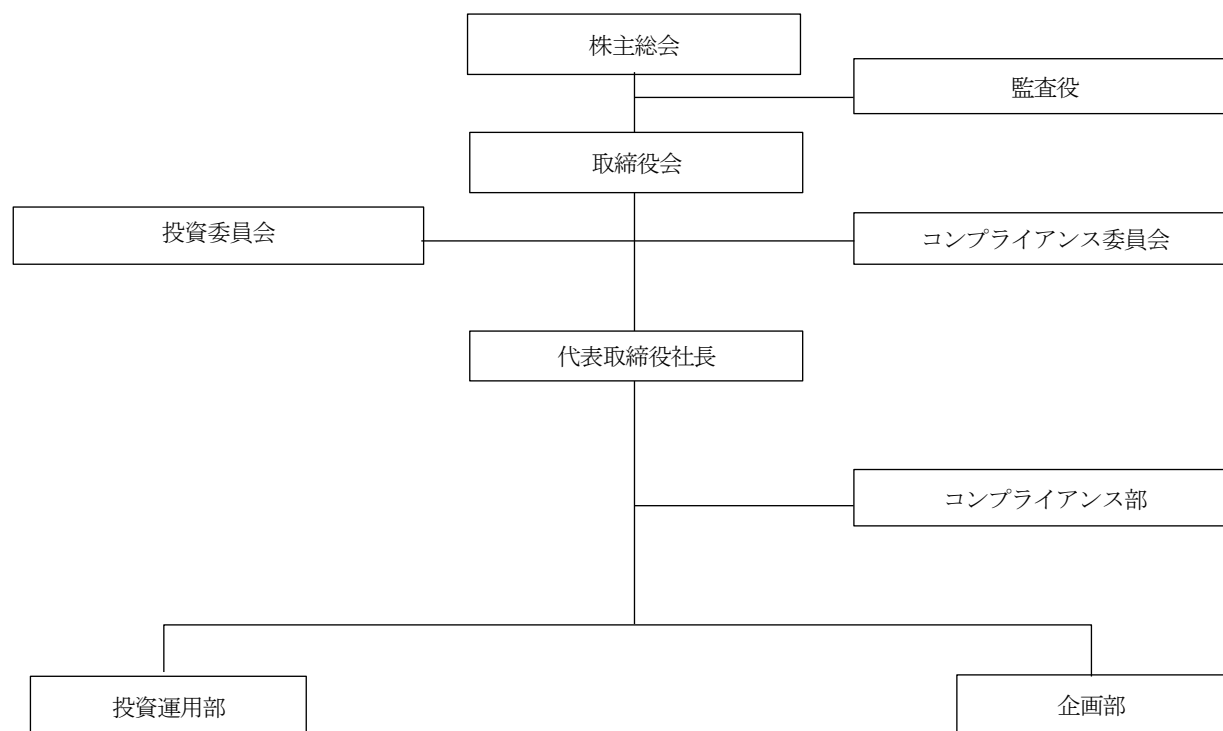 株主総会
監査役
取締役会
投資委員会
コンプライアンス委員会
代表取締役社長
コンプライアンス部
投資運用部
企画部